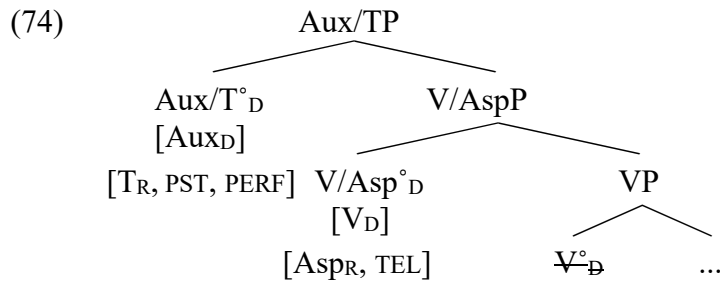 (74) Aux/TP
Aux/T°D V/AspP
[AuxD]
[TR, PST, PERF] V/Asp°D VP
[VD]
[AspR, TEL] V°D ...